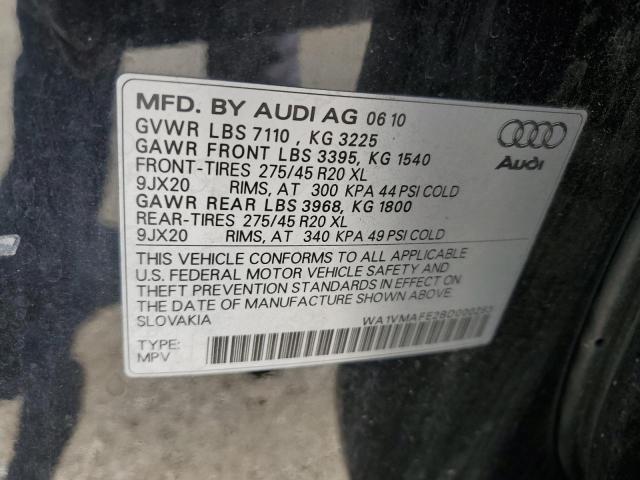 MFD. BY AUDI AG 06 10
GVWR LBS 7110 , KG 3225
GAWR FRONT LBS 3395, KG 1540
FRONT-TIRES 275/45 R20 XL
9JX20 RIMS, AT 300 KPA 44 PSI COLD
GAWR REAR LBS 3968, KG 1800
REAR-TIRES 275/45 R20 XL
9JX20 RIMS, AT 340 KPA 49 PSI COLD
Audi
THIS VEHICLE CONFORMS TO ALL APPLICABLE
U.S. FEDERAL MOTOR VEHICLE SAFETY AND
THEFT PREVENTION STANDARDS IN EFFECT ON
THE DATE OF MANUFACTURE SHOWN ABOVE.
SLOVAKIA
WA1VMAFE2BD000253
TYPE:
MPV